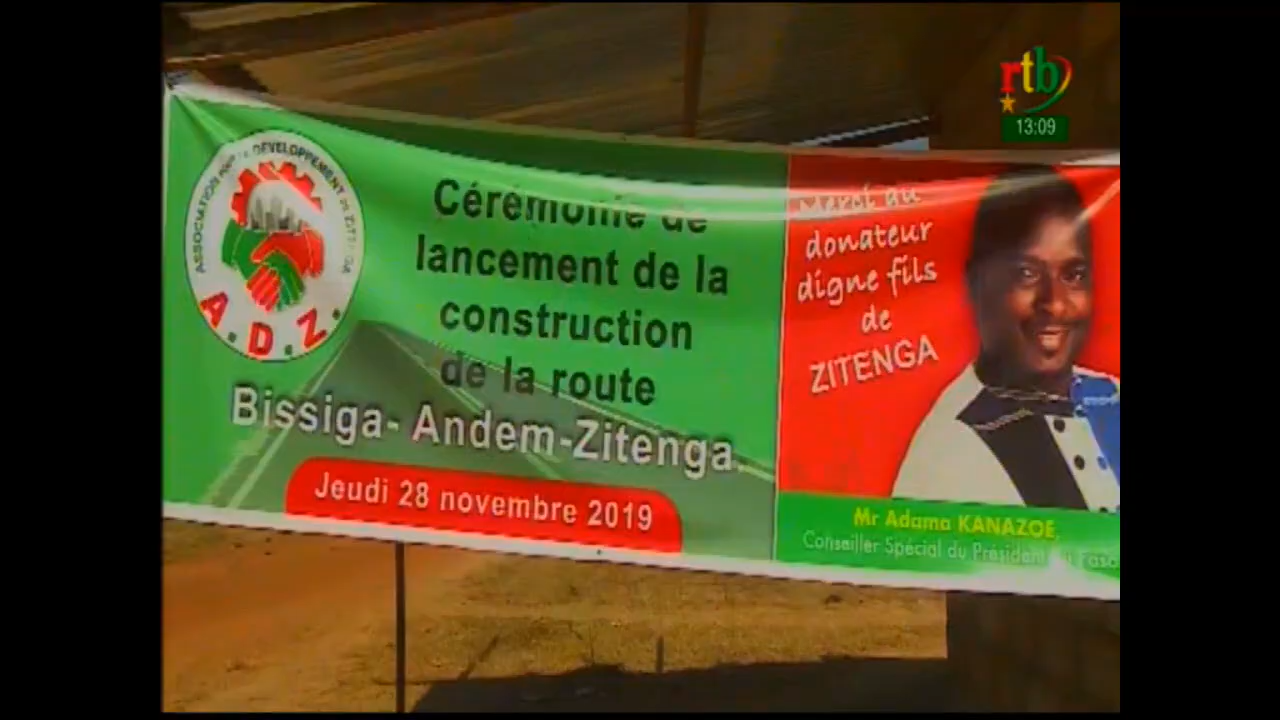 rtb
13:09
ASSOCIATION POUR LE DÉVELOPPEMENT DE ZITENGA
A.D.Z.
Cérémonie de
lancement de la
construction
de la route
Bissiga- Andem-Zitenga.
Jeudi 28 novembre 2019
Merci au
donateur
digne fils
de
ZITENGA
Mr Adama KANAZOE,
Conseiller Spécial du Président du Faso